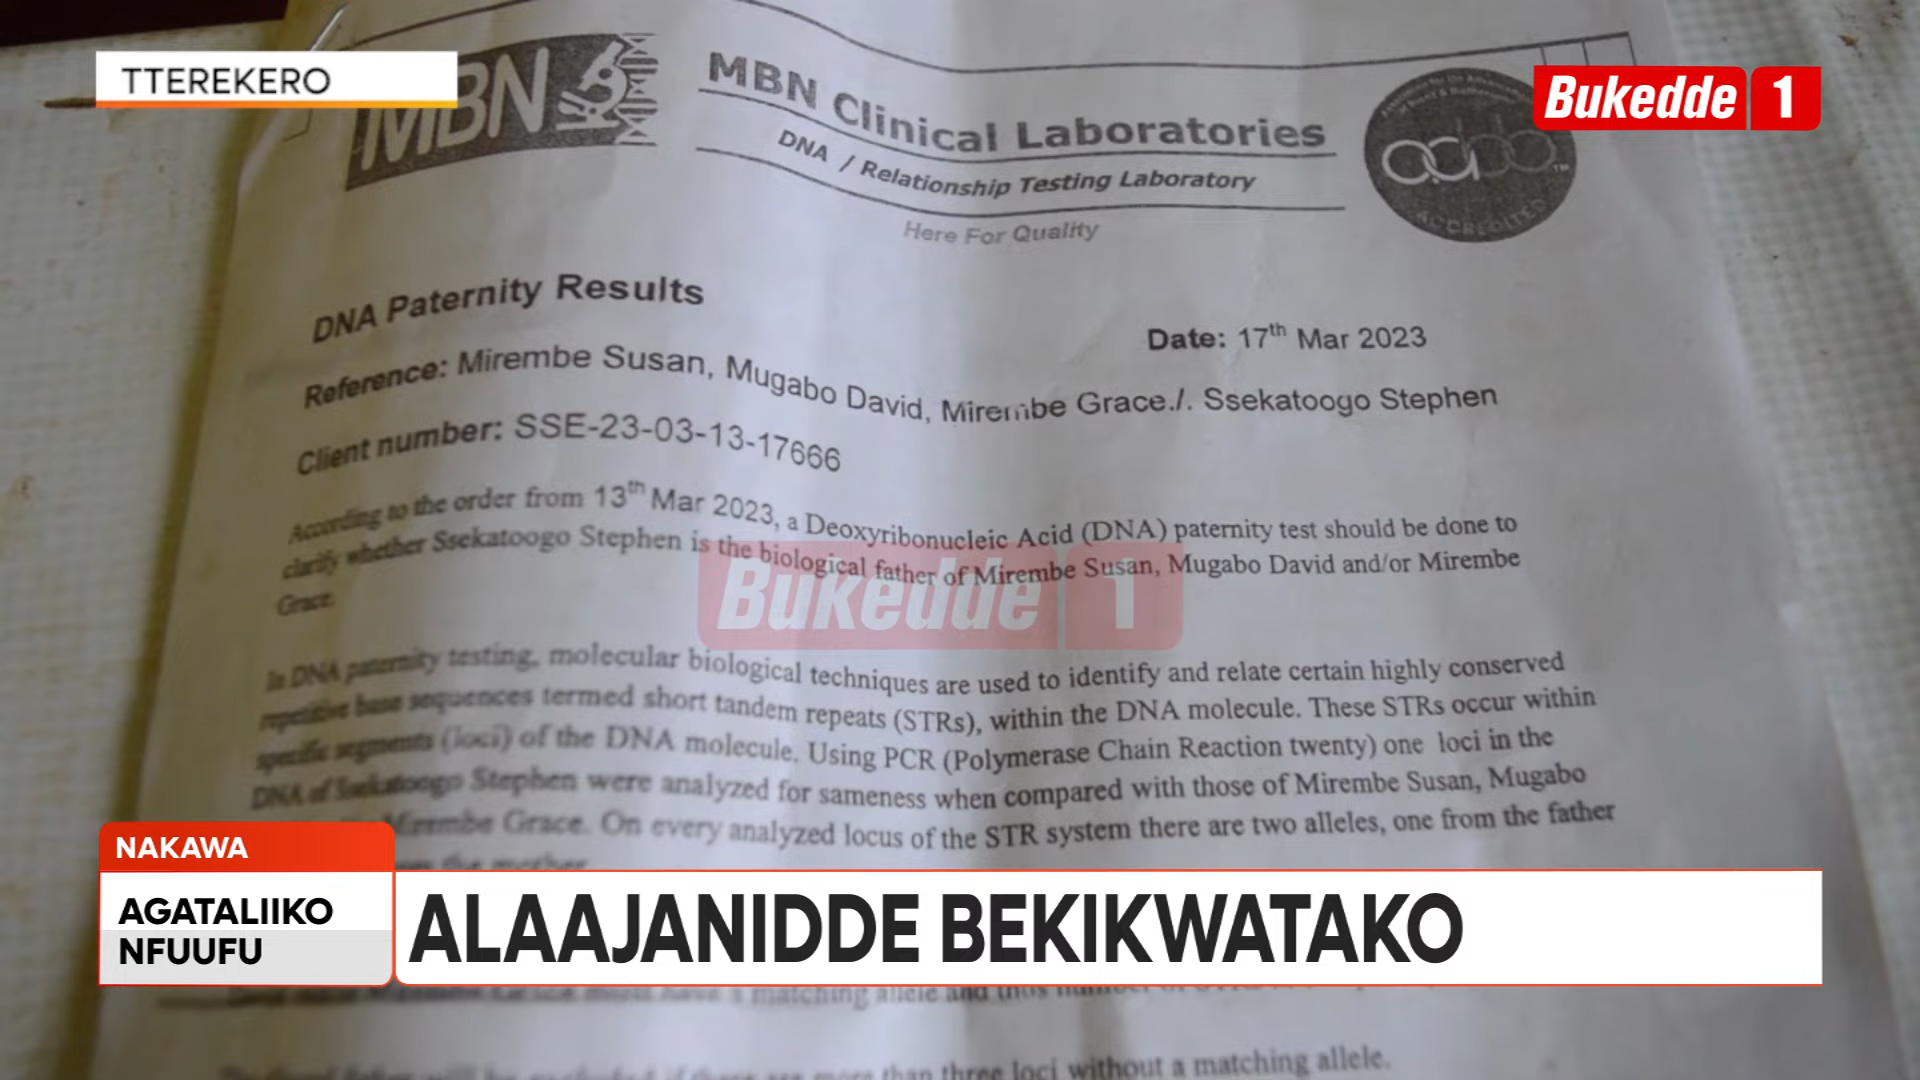 TTEREKERO
Bukedde 1
MBN
MBN Clinical Laboratories
DNA / Relationship Testing Laboratory
Here For Quality
ACCREDITED
DNA Paternity Results
Date: 17th Mar 2023
Reference: Mirembe Susan, Mugabo David, Mirembe Grace./. Ssekatoogo Stephen
Client number: SSE-23-03-13-17666
According to the order from 13th Mar 2023, a Deoxyribonucleic Acid (DNA) paternity test should be done to
clarify whether Ssekatoogo Stephen is the biological father of Mirembe Susan, Mugabo David and/or Mirembe
Grace.
Bukedde 1
In DNA paternity testing, molecular biological techniques are used to identify and relate certain highly conserved
repetitive base sequences termed short tandem repeats (STRs), within the DNA molecule. These STRs occur within
specific segments (loci) of the DNA molecule. Using PCR (Polymerase Chain Reaction twenty) one loci in the
DNA of Ssekatoogo Stephen were analyzed for sameness when compared with those of Mirembe Susan, Mugabo
Mirembe Grace. On every analyzed locus of the STR system there are two alleles, one from the father
the mother
NAKAWA
AGATALIIKO
NFUUFU
ALAAJANIDDE BEKIKWATAKO
matching allele and thus
more than three loci without a matching allele.